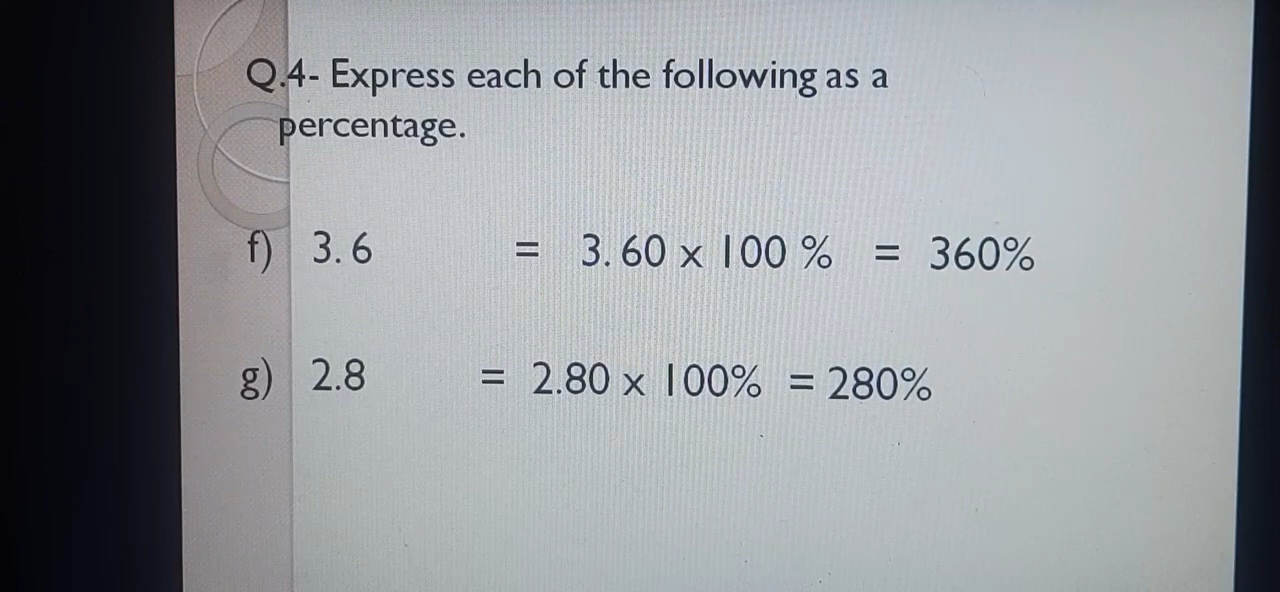 Q.4- Express each of the following as a
percentage.
f) 3. 6 = 3. 60 x 100 % = 360%
g) 2.8 = 2.80 x 100% = 280%